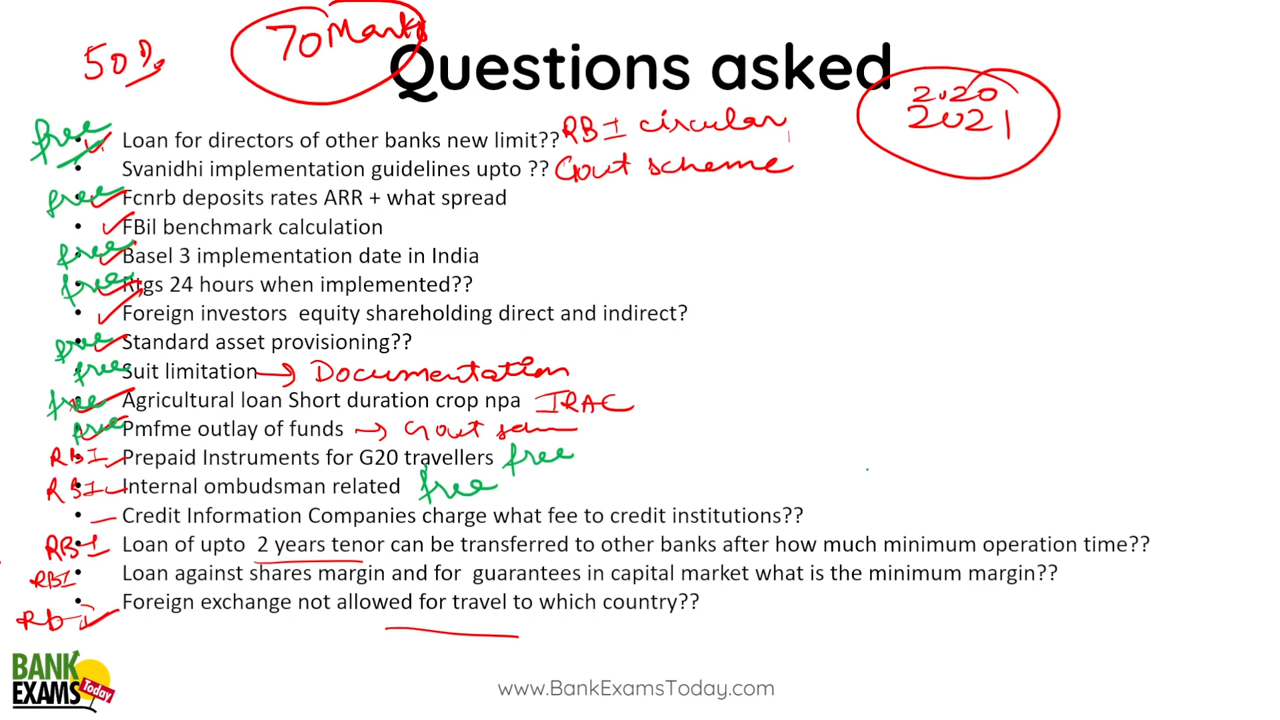 50%
70 Marks
Questions asked
2020
2021
free Loan for directors of other banks new limit?? RBI circular
• Svanidhi implementation guidelines upto ?? Gout scheme
free Fcnrb deposits rates ARR + what spread
• FBil benchmark calculation
free Basel 3 implementation date in India
free Rtgs 24 hours when implemented??
• Foreign investors equity shareholding direct and indirect?
free Standard asset provisioning??
free Suit limitation → Documentation
free Agricultural loan Short duration crop npa IRAC
free Pmfme outlay of funds → Gout
RBI Prepaid Instruments for G20 travellers free
RBI Internal ombudsman related free
• Credit Information Companies charge what fee to credit institutions??
RBI Loan of upto 2 years tenor can be transferred to other banks after how much minimum operation time??
RBI • Loan against shares margin and for guarantees in capital market what is the minimum margin??
RbI • Foreign exchange not allowed for travel to which country??
BANK EXAMS Today
www.BankExamsToday.com